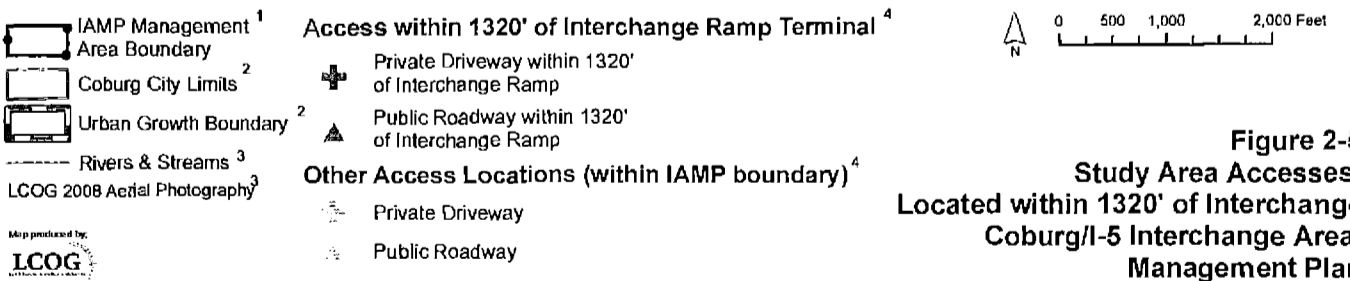 IAMP Management 1
Area Boundary
Coburg City Limits 2
Urban Growth Boundary 2
Rivers & Streams 3
LCOG 2008 Aerial Photography3
Map produced by:
LCOG
Access within 1320' of Interchange Ramp Terminal 4
Private Driveway within 1320'
of Interchange Ramp
Public Roadway within 1320'
of Interchange Ramp
Other Access Locations (within IAMP boundary) 4
Private Driveway
Public Roadway
N
0 500 1,000 2,000 Feet
Figure 2-5
Study Area Accesses
Located within 1320' of Interchang
Coburg/I-5 Interchange Area
Management Plan